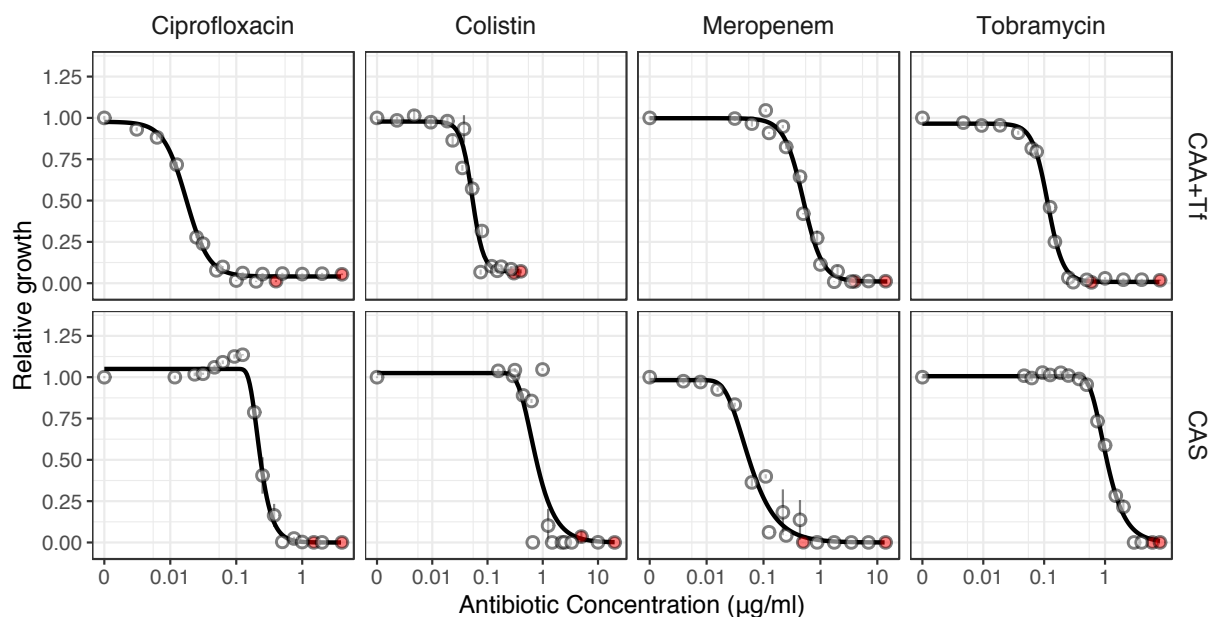 Ciprofloxacin Colistin Meropenem Tobramycin
1.25
1.00
0.75
0.50
0.25
0.00
CAA+Tf
1.25
1.00
0.75
0.50
0.25
0.00
CAS
Relative growth
0 0.01 0.1 1 0 0.01 0.1 1 10 0 0.01 0.1 1 10 0 0.01 0.1 1
Antibiotic Concentration (μg/ml)